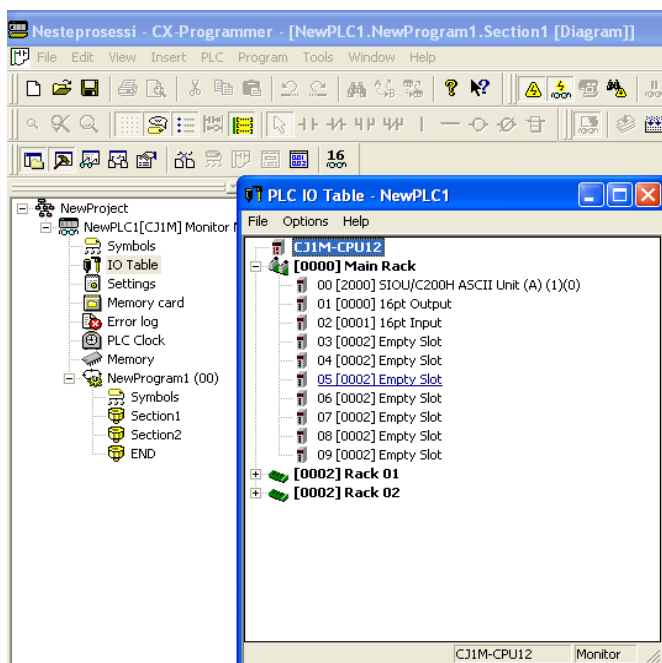 Nesteprosessi - CX-Programmer - [NewPLC1.NewProgram1.Section1 [Diagram]]
File Edit View Insert PLC Program Tools Window Help
16
NewProject
NewPLC1[CJ1M] Monitor
Symbols
IO Table
Settings
Memory card
Error log
PLC Clock
Memory
NewProgram1 (00)
Symbols
Section1
Section2
END
PLC IO Table - NewPLC1
File Options Help
CJ1M-CPU12
[0000] Main Rack
00 [2000] SIOU/C200H ASCII Unit (A) (1)(0)
01 [0000] 16pt Output
02 [0001] 16pt Input
03 [0002] Empty Slot
04 [0002] Empty Slot
05 [0002] Empty Slot
06 [0002] Empty Slot
07 [0002] Empty Slot
08 [0002] Empty Slot
09 [0002] Empty Slot
[0002] Rack 01
[0002] Rack 02
CJ1M-CPU12 Monitor